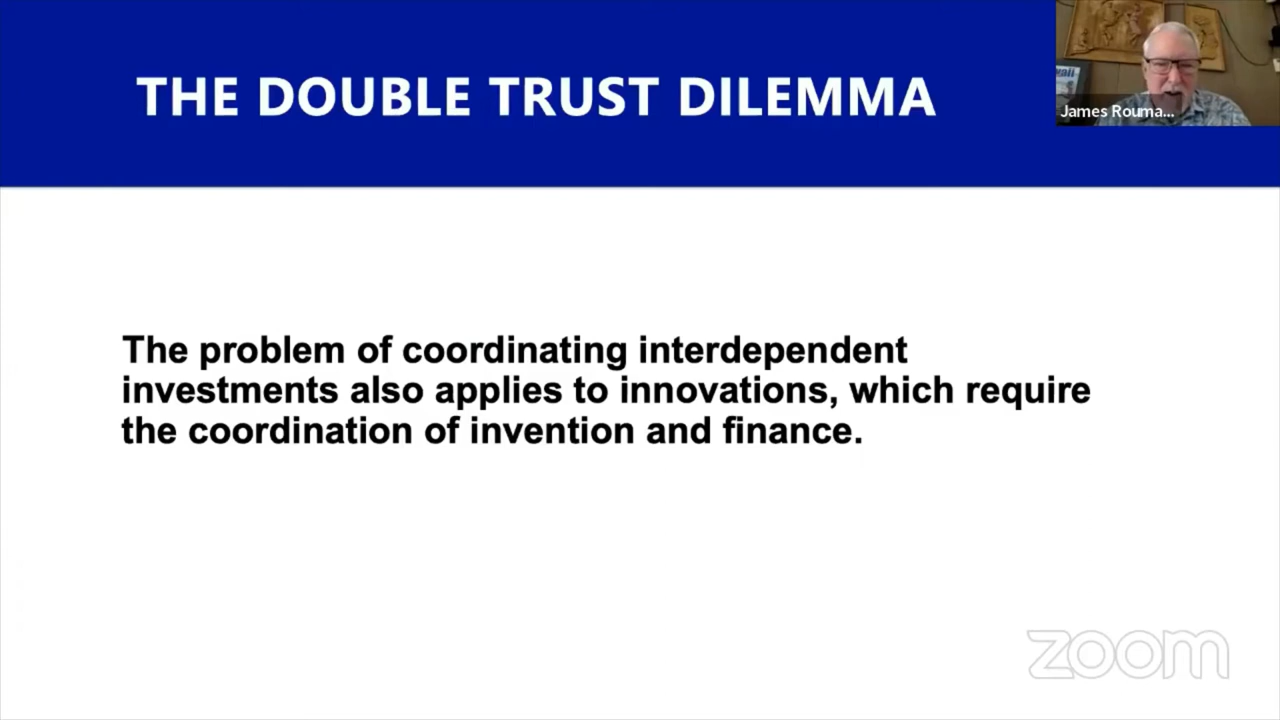 THE DOUBLE TRUST DILEMMA
James Rouma...
The problem of coordinating interdependent
investments also applies to innovations, which require
the coordination of invention and finance.
zoom